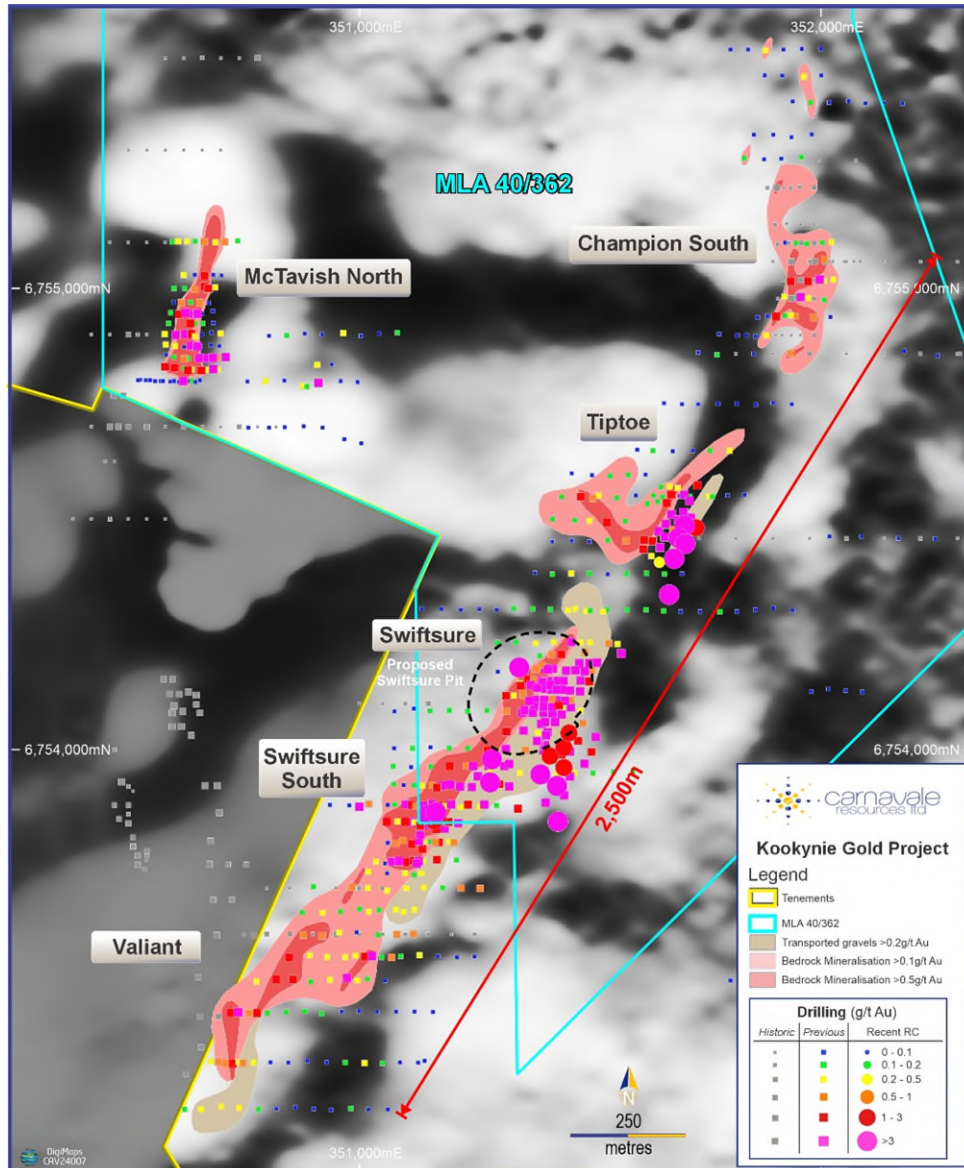 351,000mE
352,000mE
MLA 40/362
Champion South
McTavish North
6,755,000mN
6,755,000mN
Tiptoe
Swiftsure
Proposed
Swiftsure Pit
6,754,000mN
6,754,000mN
Swiftsure
South
2,500m
Valiant
carnavale
resources ltd
Kookynie Gold Project
Legend
Tenements
MLA 40/362
Transported gravels >0.2g/t Au
Bedrock Mineralisation >0.1g/t Au
Bedrock Mineralisation >0.5g/t Au
Drilling (g/t Au)
Historic Previous Recent RC
0 - 0.1
0.1 - 0.2
0.2 - 0.5
0.5 - 1
1 - 3
>3
N
250
metres
DigiMaps
CAV24007
351,000mE
352,000mE